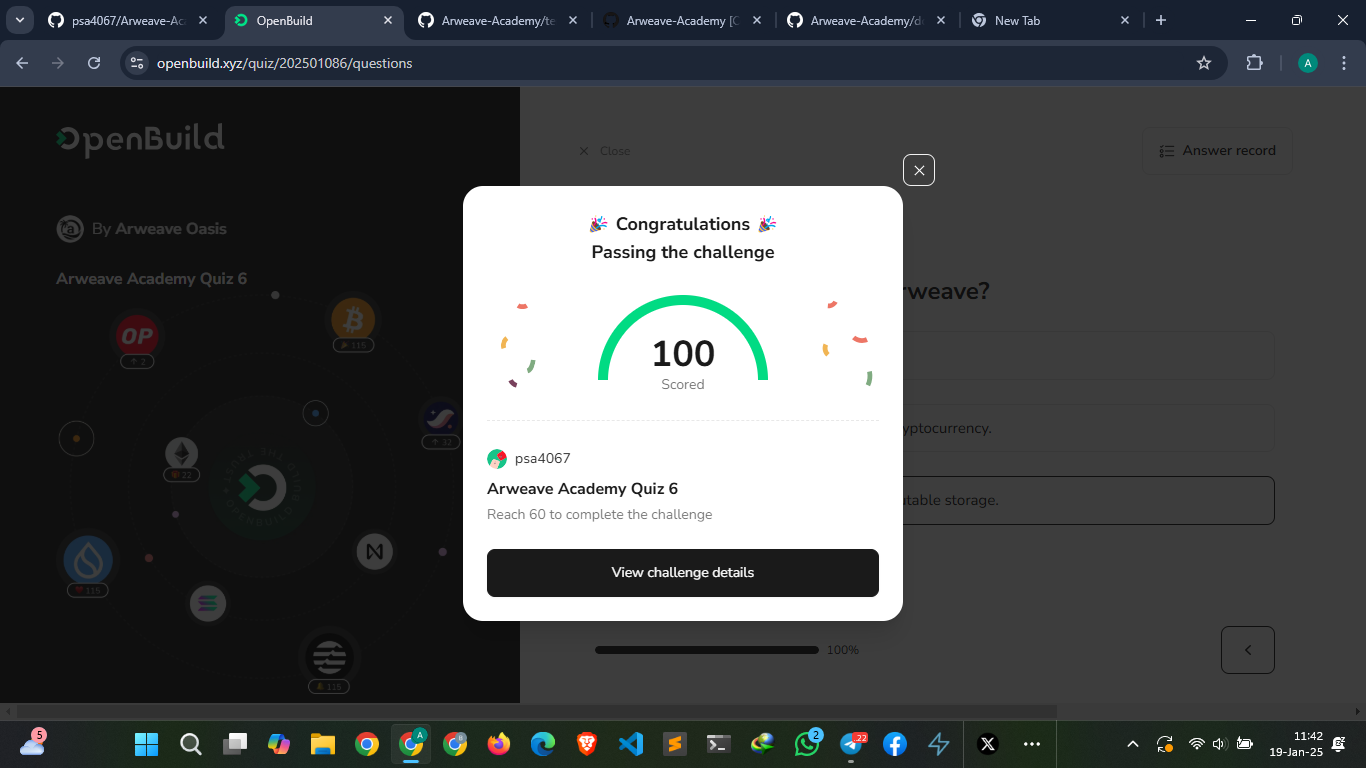 psa4067/Arweave-Aca
OpenBuild
Arweave-Academy/te
Arweave-Academy [C
Arweave-Academy/d
New Tab
openbuild.xyz/quiz/202501086/questions
A
OpenBuild
Close
Answer record
By Arweave Oasis
Arweave Academy Quiz 6
🎉 Congratulations 🎉
Passing the challenge
rweave?
100
Scored
yptocurrency.
utable storage.
psa4067
Arweave Academy Quiz 6
Reach 60 to complete the challenge
View challenge details
100%
OP
2
115
32
22
115
115
5
A
2
22
11:42
19-Jan-25